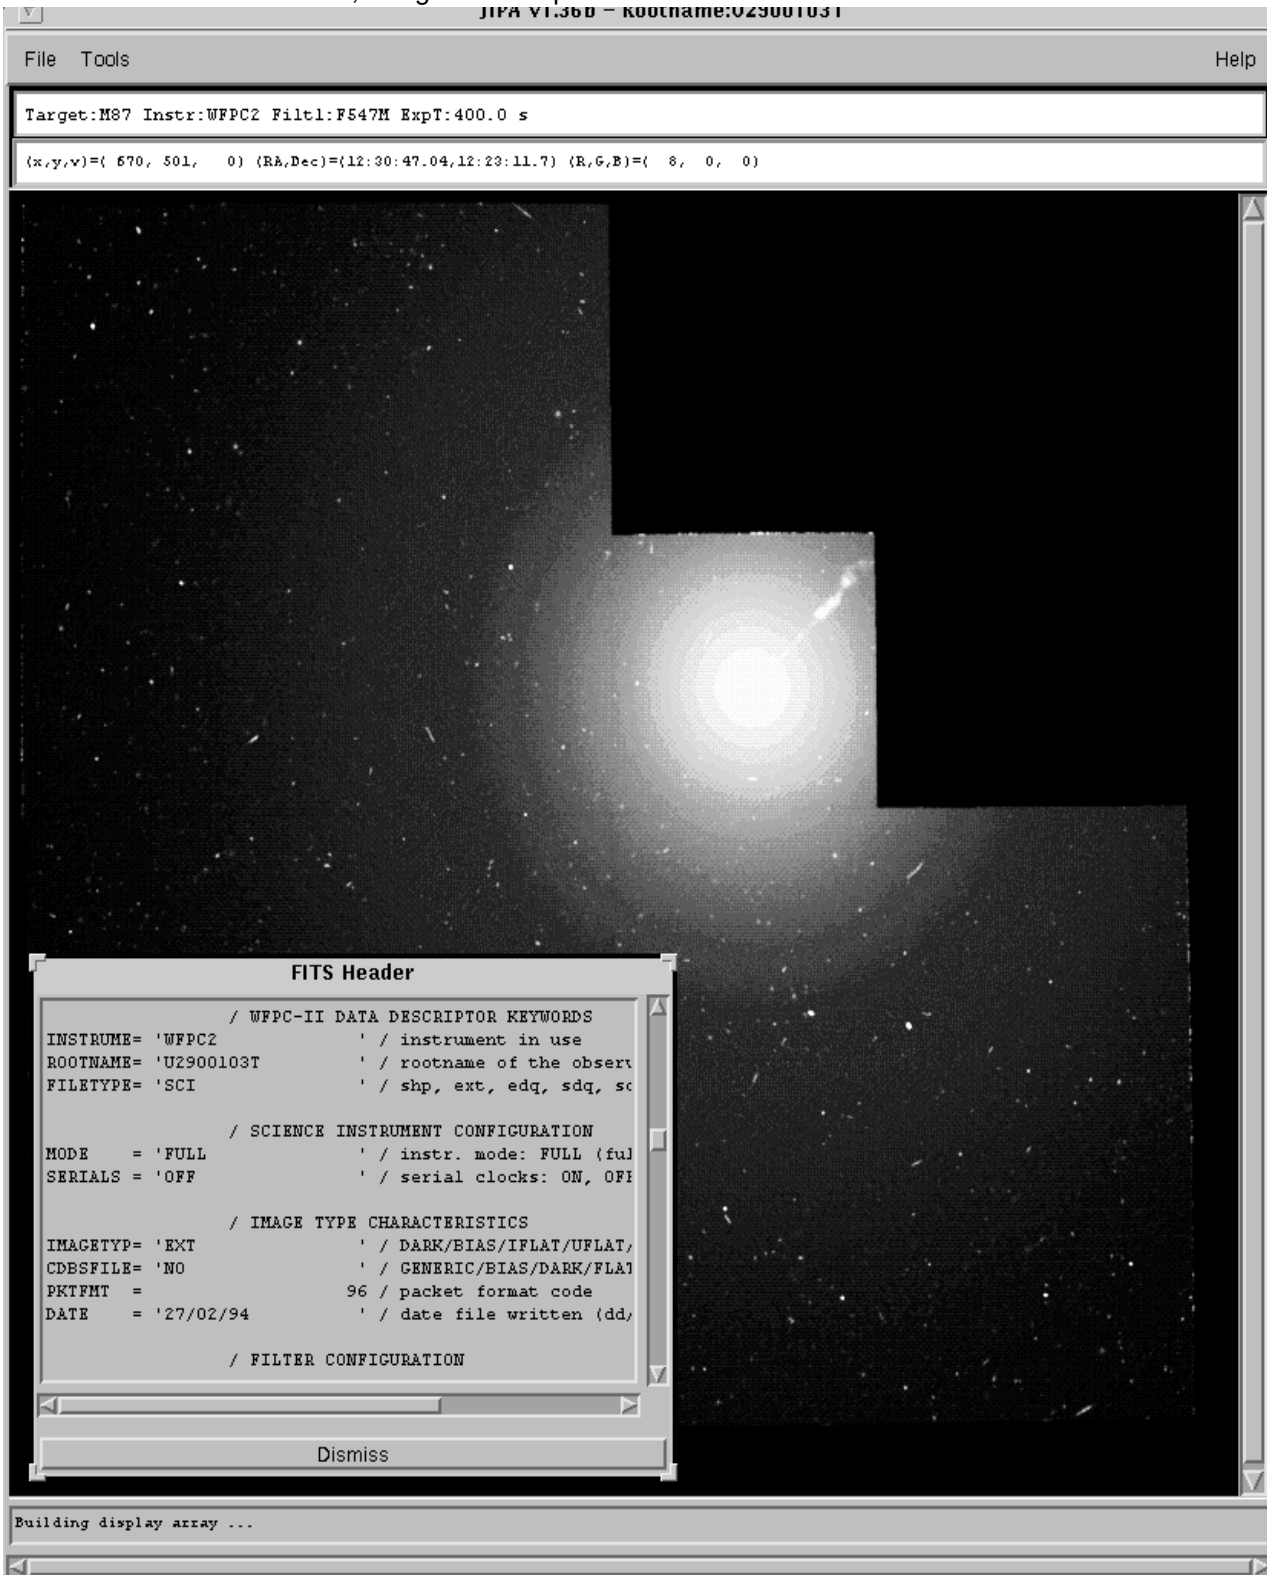 JIPA v1.36b – Rootname:U2900103T
File Tools Help
Target:M87 Instr:WFPC2 Filt1:F547M ExpT:400.0 s
(x,y,v)=( 670, 501, 0) (RA,Dec)=(12:30:47.04,12:23:11.7) (R,G,B)=( 8, 0, 0)
FITS Header
/ WFPC-II DATA DESCRIPTOR KEYWORDS
INSTRUME= 'WFPC2 ' / instrument in use
ROOTNAME= 'U2900103T ' / rootname of the observ
FILETYPE= 'SCI ' / shp, ext, edq, sdq, sc
/ SCIENCE INSTRUMENT CONFIGURATION
MODE = 'FULL ' / instr. mode: FULL (ful
SERIALS = 'OFF ' / serial clocks: ON, OFF
/ IMAGE TYPE CHARACTERISTICS
IMAGETYP= 'EXT ' / DARK/BIAS/IFLAT/UFLAT/
CDBSFILE= 'NO ' / GENERIC/BIAS/DARK/FLAT
PKTFMT = 96 / packet format code
DATE = '27/02/94 ' / date file written (dd/
/ FILTER CONFIGURATION
Dismiss
Building display array ...